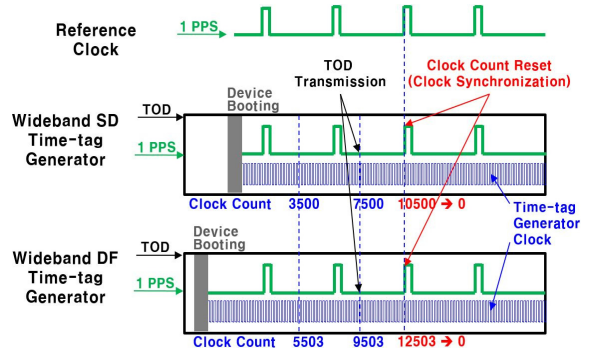 1 PPS
Reference
Clock
TOD
Transmission
Clock Count Reset
(Clock Synchronization)
Device
Booting
TOD
Wideband SD
Time-tag
Generator
1 PPS
Clock Count 3500 7500 10500 → 0
Time-tag
Generator
Clock
Device
Booting
TOD
Wideband DF
Time-tag
Generator
1 PPS
Clock Count 5503 9503 12503 → 0